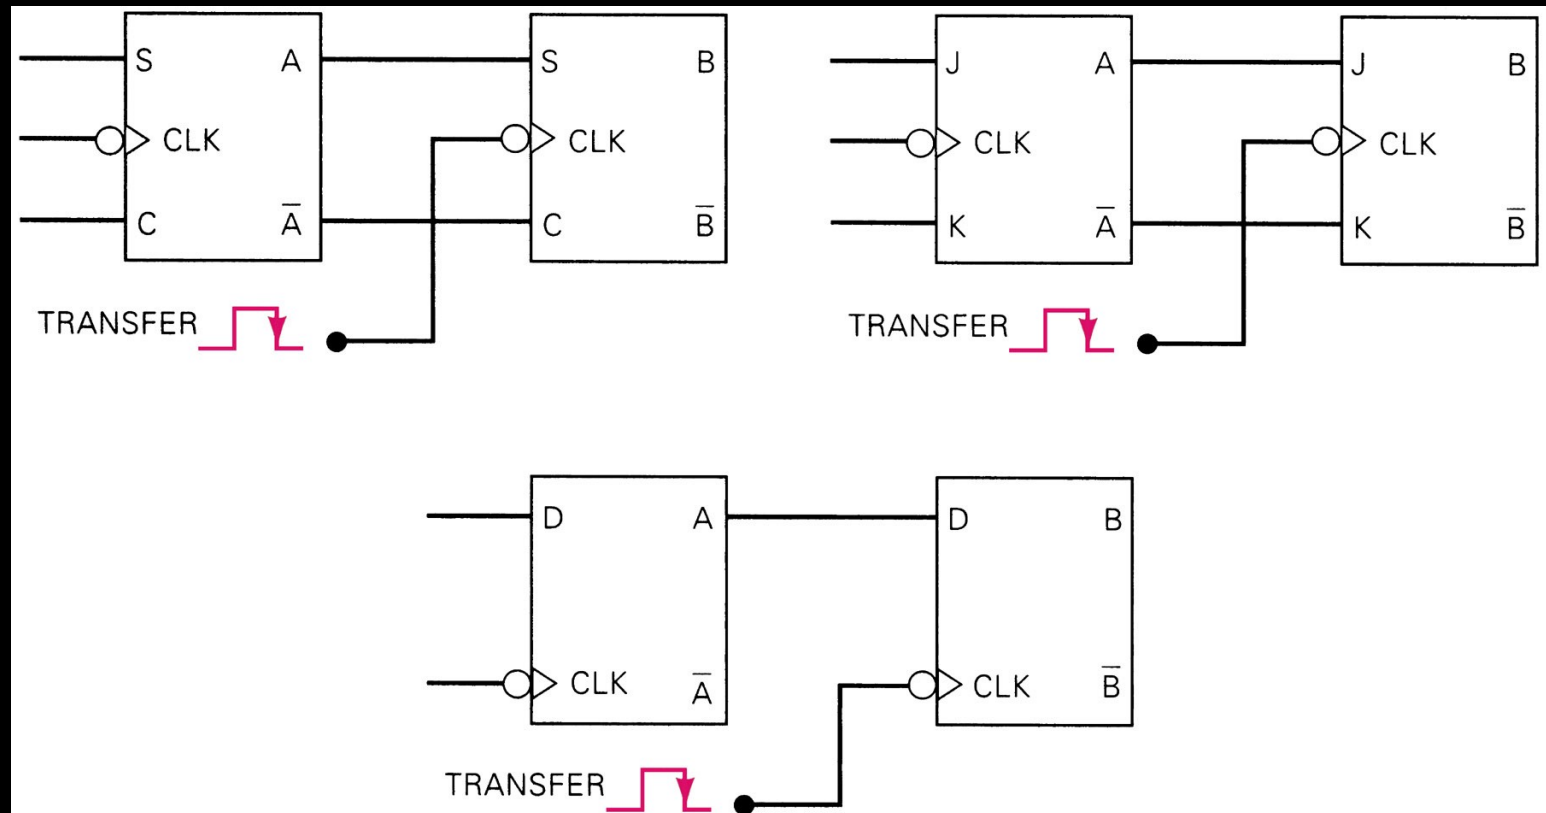 S A S B J A J B
CLK CLK CLK CLK
C A̅ C B̅ K A̅ K B̅
TRANSFER TRANSFER
D A D B
CLK A̅ CLK B̅
TRANSFER